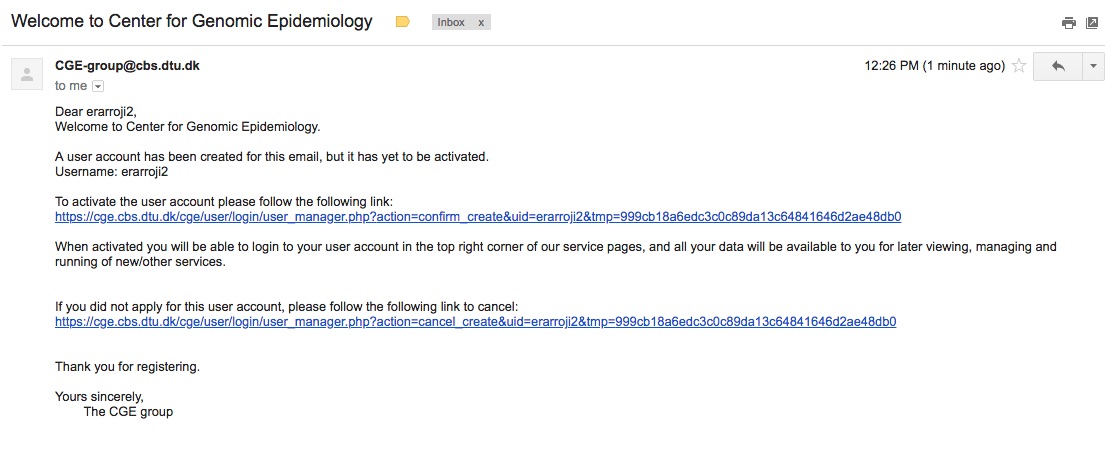 Welcome to Center for Genomic Epidemiology
Inbox x
CGE-group@cbs.dtu.dk
12:26 PM (1 minute ago)
to me
Dear erarroji2,
Welcome to Center for Genomic Epidemiology.
A user account has been created for this email, but it has yet to be activated.
Username: erarroji2
To activate the user account please follow the following link:
https://cge.cbs.dtu.dk/cge/user/login/user_manager.php?action=confirm_create&uid=erarroji2&tmp=999cb18a6edc3c0c89da13c64841646d2ae48db0
When activated you will be able to login to your user account in the top right corner of our service pages, and all your data will be available to you for later viewing, managing and
running of new/other services.
If you did not apply for this user account, please follow the following link to cancel:
https://cge.cbs.dtu.dk/cge/user/login/user_manager.php?action=cancel_create&uid=erarroji2&tmp=999cb18a6edc3c0c89da13c64841646d2ae48db0
Thank you for registering.
Yours sincerely,
The CGE group